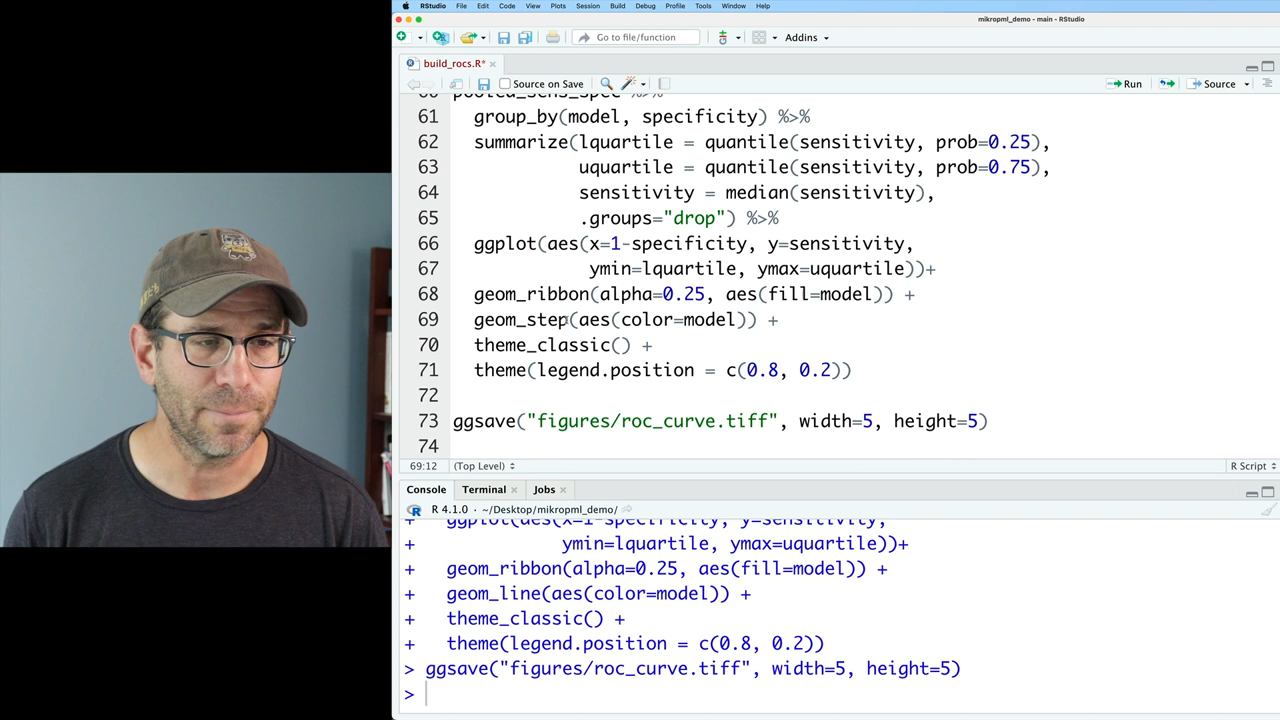 RStudio File Edit Code View Plots Session Build Debug Profile Tools Window Help
mikropml_demo - main - RStudio
Go to file/function Addins
build_rocs.R*
Source on Save Run Source
60 pooled_sens_spec %>%
61 group_by(model, specificity) %>%
62 summarize(lquartile = quantile(sensitivity, prob=0.25),
63 uquartile = quantile(sensitivity, prob=0.75),
64 sensitivity = median(sensitivity),
65 .groups="drop") %>%
66 ggplot(aes(x=1-specificity, y=sensitivity,
67 ymin=lquartile, ymax=uquartile))+
68 geom_ribbon(alpha=0.25, aes(fill=model)) +
69 geom_step(aes(color=model)) +
70 theme_classic() +
71 theme(legend.position = c(0.8, 0.2))
72
73 ggsave("figures/roc_curve.tiff", width=5, height=5)
74
69:12 (Top Level) R Script
Console Terminal Jobs
R 4.1.0 · ~/Desktop/mikropml_demo/
+ ggplot(aes(x=1-specificity, y=sensitivity,
+ ymin=lquartile, ymax=uquartile))+
+ geom_ribbon(alpha=0.25, aes(fill=model)) +
+ geom_line(aes(color=model)) +
+ theme_classic() +
+ theme(legend.position = c(0.8, 0.2))
> ggsave("figures/roc_curve.tiff", width=5, height=5)
>